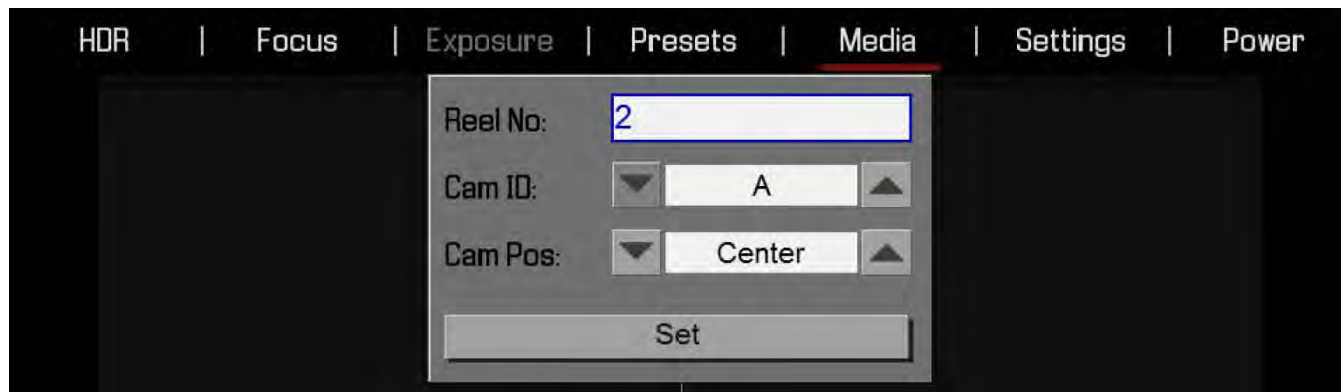 HDR | Focus | Exposure | Presets | Media | Settings | Power
Reel No: 2
Cam ID: A
Cam Pos: Center
Set